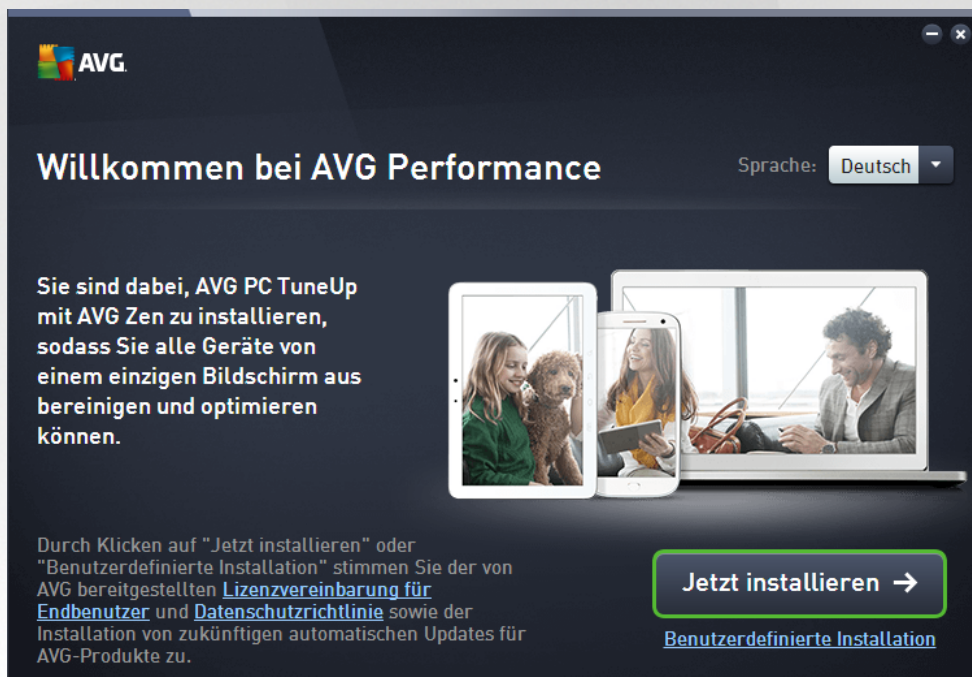 AVG.
Willkommen bei AVG Performance
Sprache: Deutsch
Sie sind dabei, AVG PC TuneUp
mit AVG Zen zu installieren,
sodass Sie alle Geräte von
einem einzigen Bildschirm aus
bereinigen und optimieren
können.
Durch Klicken auf "Jetzt installieren" oder
"Benutzerdefinierte Installation" stimmen Sie der von
AVG bereitgestellten Lizenzvereinbarung für
Endbenutzer und Datenschutzrichtlinie sowie der
Installation von zukünftigen automatischen Updates für
AVG-Produkte zu.
Jetzt installieren →
Benutzerdefinierte Installation